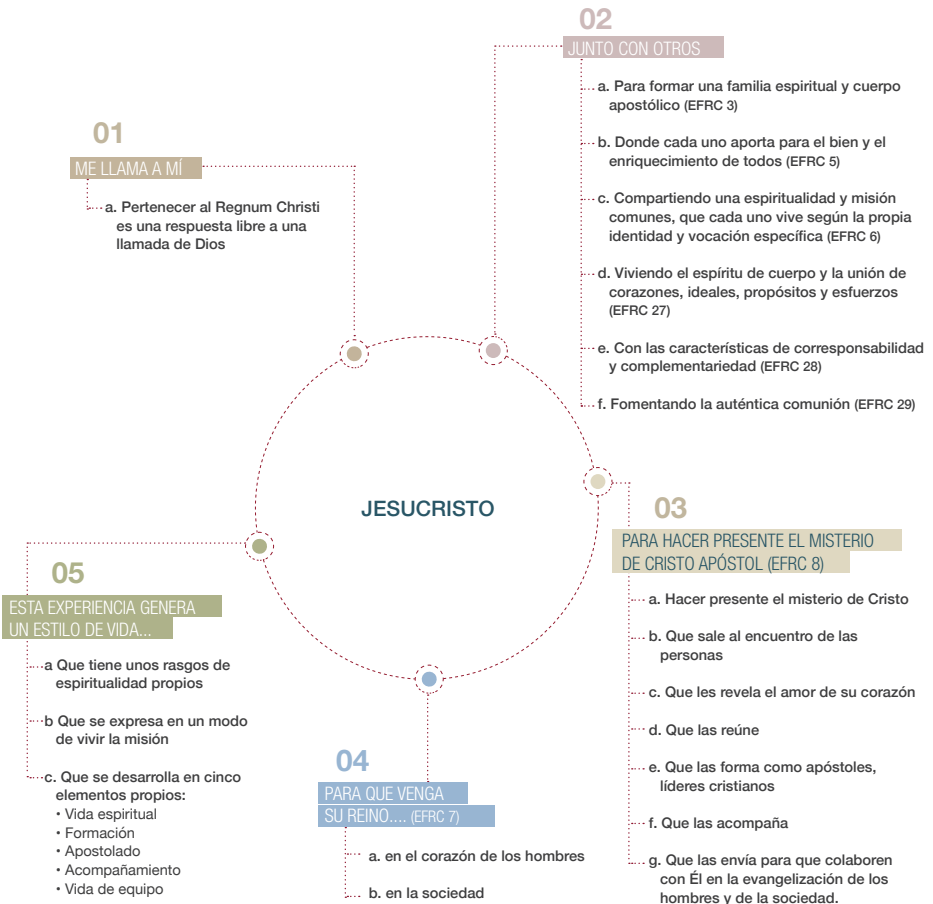 01
ME LLAMA A MÍ
a. Pertenecer al Regnum Christi
es una respuesta libre a una
llamada de Dios
02
JUNTO CON OTROS
a. Para formar una familia espiritual y cuerpo
apostólico (EFRC 3)
b. Donde cada uno aporta para el bien y el
enriquecimiento de todos (EFRC 5)
c. Compartiendo una espiritualidad y misión
comunes, que cada uno vive según la propia
identidad y vocación específica (EFRC 6)
d. Viviendo el espíritu de cuerpo y la unión de
corazones, ideales, propósitos y esfuerzos
(EFRC 27)
e. Con las características de corresponsabilidad
y complementariedad (EFRC 28)
f. Fomentando la auténtica comunión (EFRC 29)
JESUCRISTO
03
PARA HACER PRESENTE EL MISTERIO
DE CRISTO APÓSTOL (EFRC 8)
a. Hacer presente el misterio de Cristo
b. Que sale al encuentro de las
personas
c. Que les revela el amor de su corazón
d. Que las reúne
e. Que las forma como apóstoles,
líderes cristianos
f. Que las acompaña
g. Que las envía para que colaboren
con Él en la evangelización de los
hombres y de la sociedad.
04
PARA QUE VENGA
SU REINO.... (EFRC 7)
a. en el corazón de los hombres
b. en la sociedad
05
ESTA EXPERIENCIA GENERA
UN ESTILO DE VIDA...
a Que tiene unos rasgos de
espiritualidad propios
b Que se expresa en un modo
de vivir la misión
c. Que se desarrolla en cinco
elementos propios:
• Vida espiritual
• Formación
• Apostolado
• Acompañamiento
• Vida de equipo